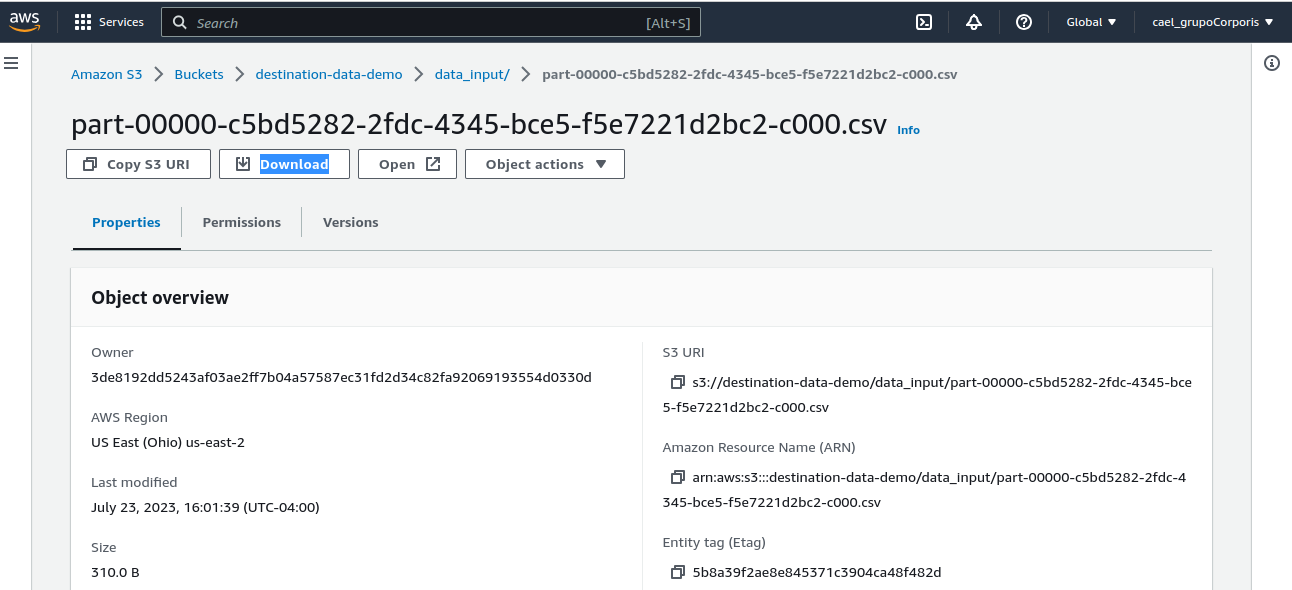 aws Services Search [Alt+S] Global cael_grupoCorporis
Amazon S3 Buckets destination-data-demo data_input/ part-00000-c5bd5282-2fdc-4345-bce5-f5e7221d2bc2-c000.csv
part-00000-c5bd5282-2fdc-4345-bce5-f5e7221d2bc2-c000.csv Info
Copy S3 URI Download Open Object actions
Properties Permissions Versions
Object overview
Owner
3de8192dd5243af03ae2ff7b04a57587ec31fd2d34c82fa92069193554d0330d
AWS Region
US East (Ohio) us-east-2
Last modified
July 23, 2023, 16:01:39 (UTC-04:00)
Size
310.0 B
S3 URI
s3://destination-data-demo/data_input/part-00000-c5bd5282-2fdc-4345-bce
5-f5e7221d2bc2-c000.csv
Amazon Resource Name (ARN)
arn:aws:s3:::destination-data-demo/data_input/part-00000-c5bd5282-2fdc-4
345-bce5-f5e7221d2bc2-c000.csv
Entity tag (Etag)
5b8a39f2ae8e845371c3904ca48f482d